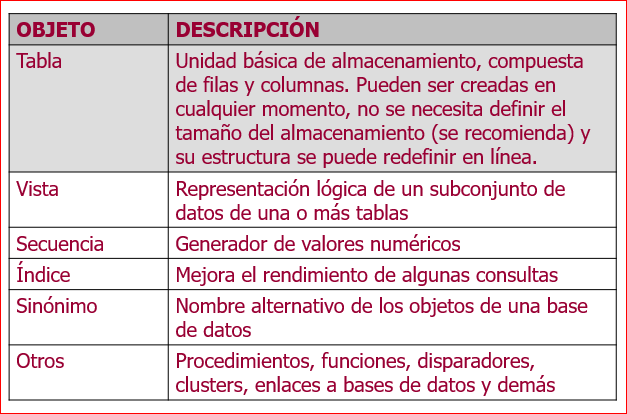 OBJETO DESCRIPCIÓN
Tabla Unidad básica de almacenamiento, compuesta
de filas y columnas. Pueden ser creadas en
cualquier momento, no se necesita definir el
tamaño del almacenamiento (se recomienda) y
su estructura se puede redefinir en línea.
Vista Representación lógica de un subconjunto de
datos de una o más tablas
Secuencia Generador de valores numéricos
Índice Mejora el rendimiento de algunas consultas
Sinónimo Nombre alternativo de los objetos de una base
de datos
Otros Procedimientos, funciones, disparadores,
clusters, enlaces a bases de datos y demás